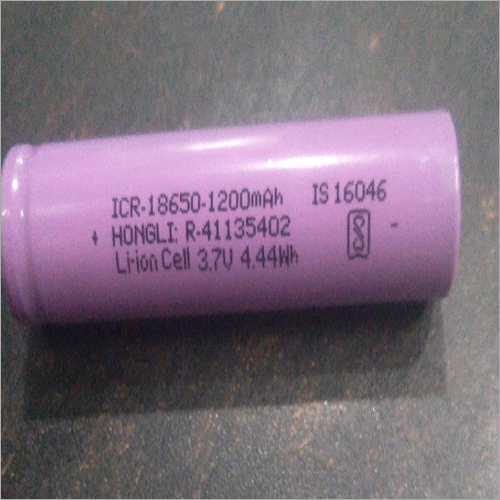 ICR-18650-1200mAh IS 16046
+ HONGLI: R-41135402 -
Li-ion Cell 3.7V 4.44Wh